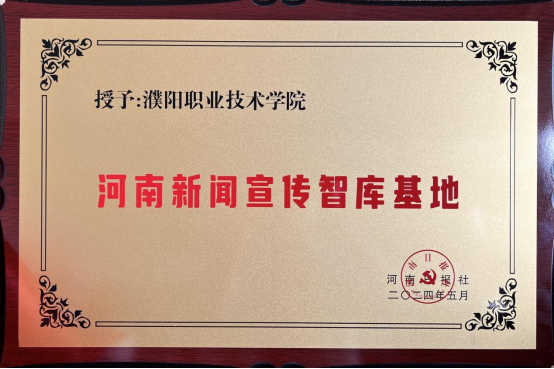 授予:濮阳职业技术学院
河南新闻宣传智库基地
河南日报社
二〇二四年五月